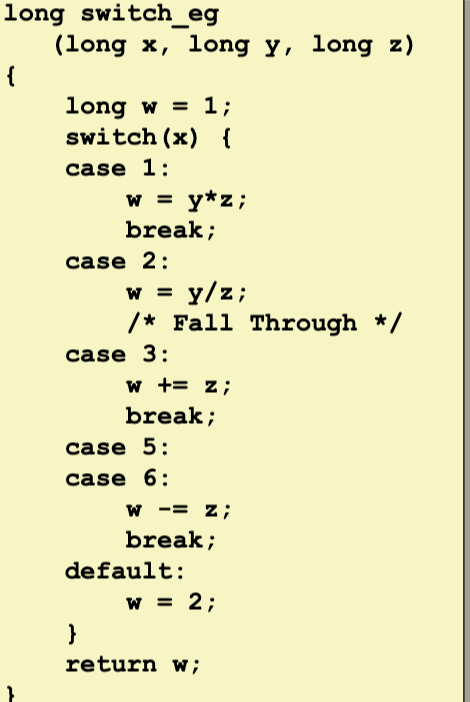 long switch_eg
   (long x, long y, long z)
{
    long w = 1;
    switch(x) {
    case 1:
        w = y*z;
        break;
    case 2:
        w = y/z;
        /* Fall Through */
    case 3:
        w += z;
        break;
    case 5:
    case 6:
        w -= z;
        break;
    default:
        w = 2;
    }
    return w;
}